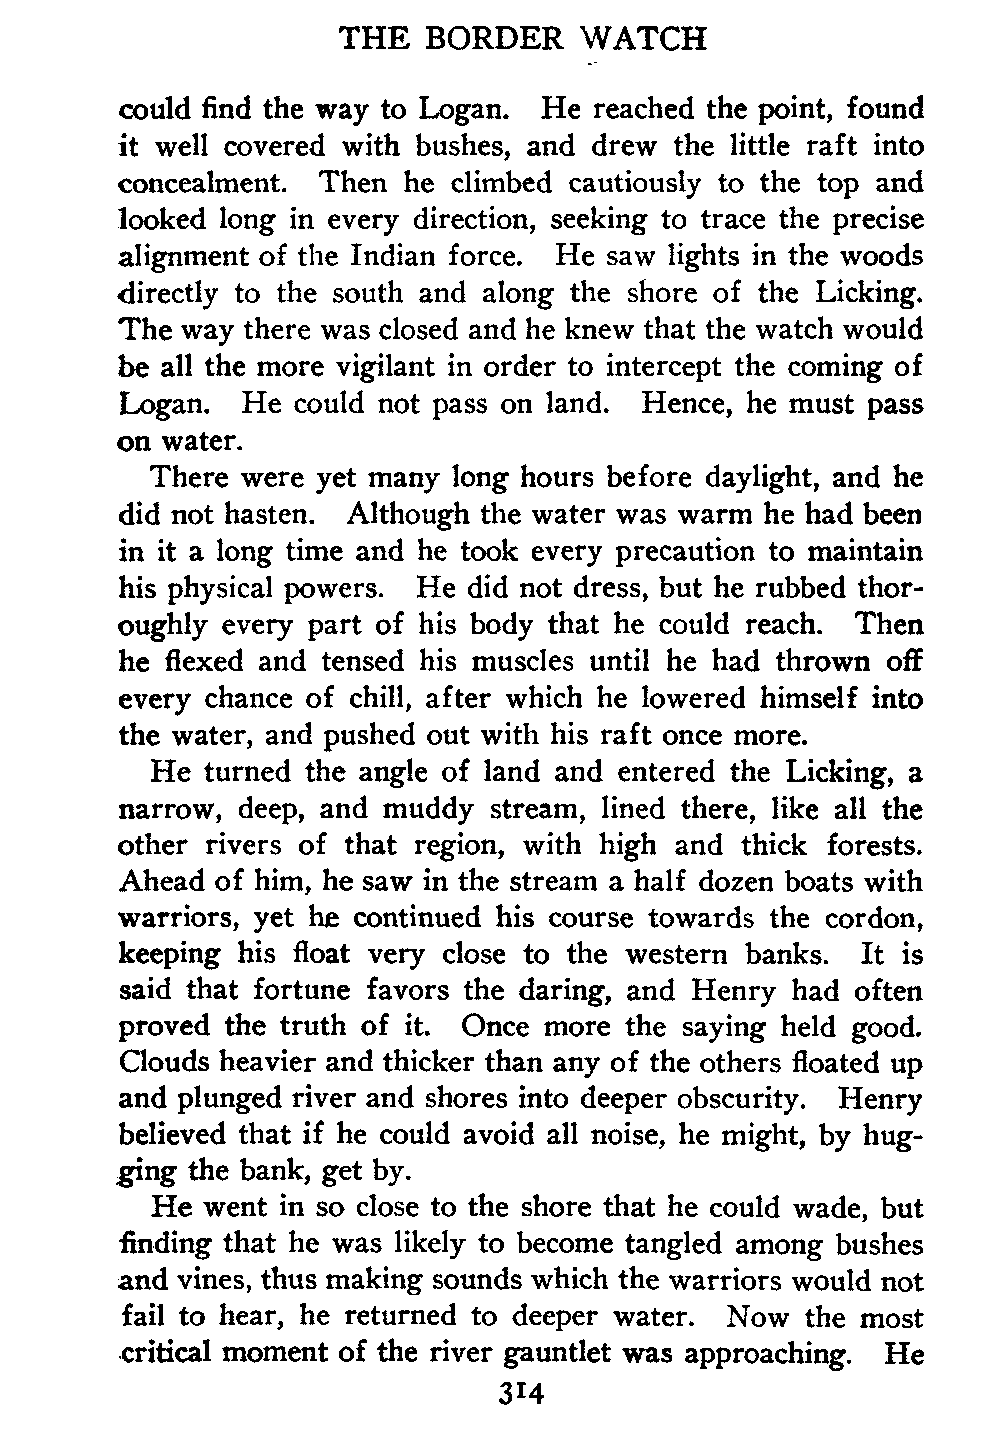 THE BORDER WATCH
could find the way to Logan. He reached the point, found
it well covered with bushes, and drew the little raft into
concealment. Then he climbed cautiously to the top and
looked long in every direction, seeking to trace the precise
alignment of the Indian force. He saw lights in the woods
directly to the south and along the shore of the Licking.
The way there was closed and he knew that the watch would
be all the more vigilant in order to intercept the coming of
Logan. He could not pass on land. Hence, he must pass
on water.
There were yet many long hours before daylight, and he
did not hasten. Although the water was warm he had been
in it a long time and he took every precaution to maintain
his physical powers. He did not dress, but he rubbed thor-
oughly every part of his body that he could reach. Then
he flexed and tensed his muscles until he had thrown off
every chance of chill, after which he lowered himself into
the water, and pushed out with his raft once more.
He turned the angle of land and entered the Licking, a
narrow, deep, and muddy stream, lined there, like all the
other rivers of that region, with high and thick forests.
Ahead of him, he saw in the stream a half dozen boats with
warriors, yet he continued his course towards the cordon,
keeping his float very close to the western banks. It is
said that fortune favors the daring, and Henry had often
proved the truth of it. Once more the saying held good.
Clouds heavier and thicker than any of the others floated up
and plunged river and shores into deeper obscurity. Henry
believed that if he could avoid all noise, he might, by hug-
ging the bank, get by.
He went in so close to the shore that he could wade, but
finding that he was likely to become tangled among bushes
and vines, thus making sounds which the warriors would not
fail to hear, he returned to deeper water. Now the most
critical moment of the river gauntlet was approaching. He
314